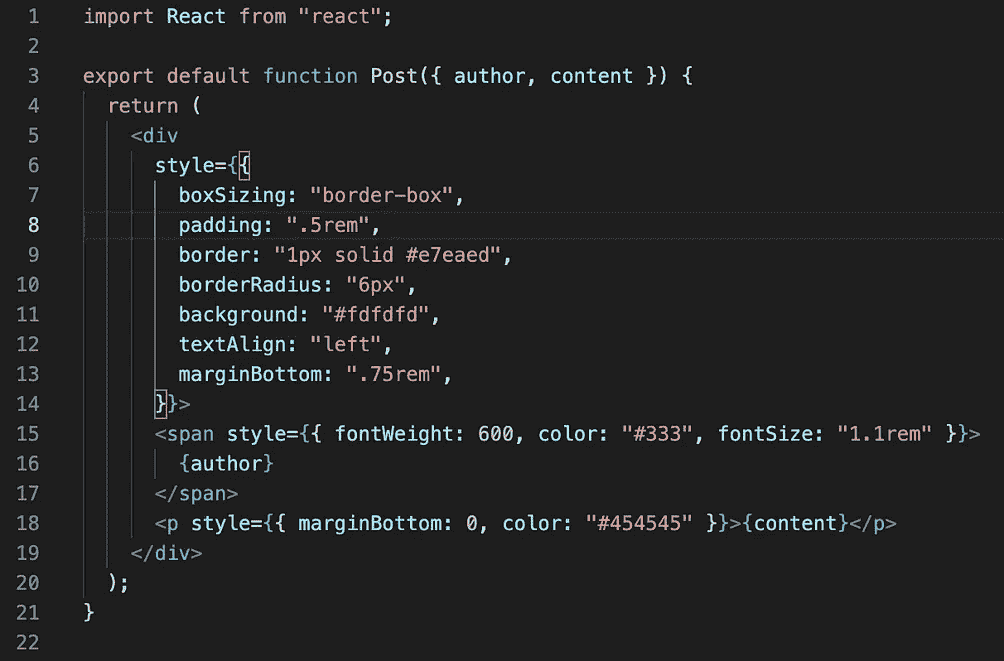 1 import React from "react";
2
3 export default function Post({ author, content }) {
4   return (
5     <div
6       style={{
7         boxSizing: "border-box",
8         padding: ".5rem",
9         border: "1px solid #e7eaed",
10         borderRadius: "6px",
11         background: "#fdfdfd",
12         textAlign: "left",
13         marginBottom: ".75rem",
14       }}>
15       <span style={{ fontWeight: 600, color: "#333", fontSize: "1.1rem" }}>
16         {author}
17       </span>
18       <p style={{ marginBottom: 0, color: "#454545" }}>{content}</p>
19     </div>
20   );
21 }
22